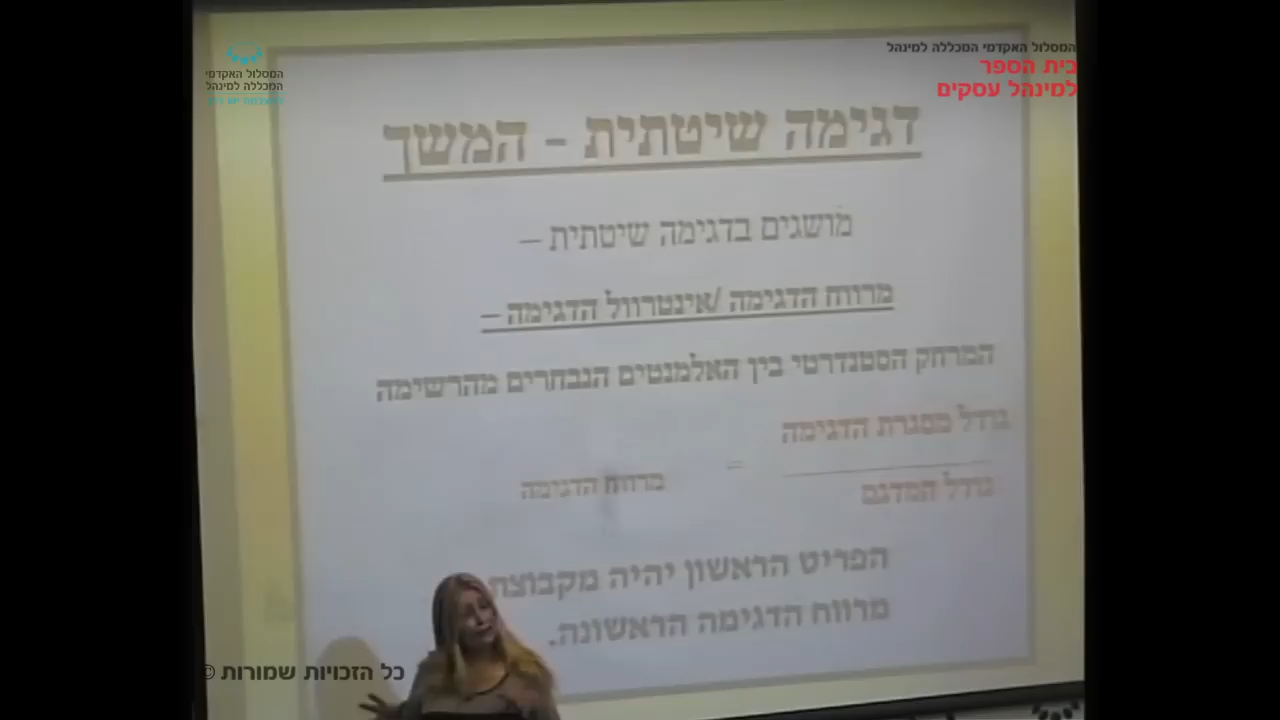 המסלול האקדמי המכללה למינהל
בית הספר
למינהל עסקים
המסלול האקדמי
המכללה למינהל
דגימה שיטתית - המשך
מושגים בדגימה שיטתית –
מרווח הדגימה /אינטרוול הדגימה –
המרחק הסטנדרטי בין האלמנטים הנבחרים מהרשימה
גודל מסגרת הדגימה
= מרווח הדגימה
גודל המדגם
הפריט הראשון יהיה מקבוצת
מרווח הדגימה הראשונה.
כל הזכויות שמורות ©